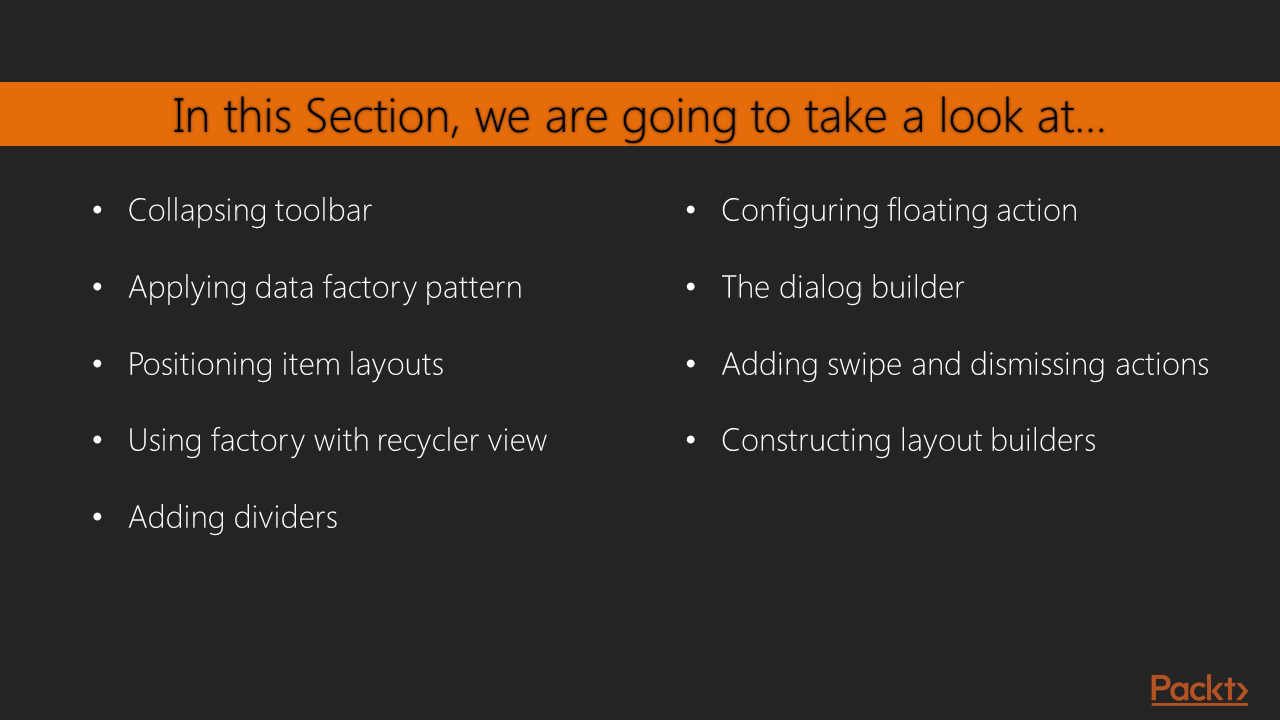 In this Section, we are going to take a look at...
• Collapsing toolbar
• Applying data factory pattern
• Positioning item layouts
• Using factory with recycler view
• Adding dividers
• Configuring floating action
• The dialog builder
• Adding swipe and dismissing actions
• Constructing layout builders
Packt>